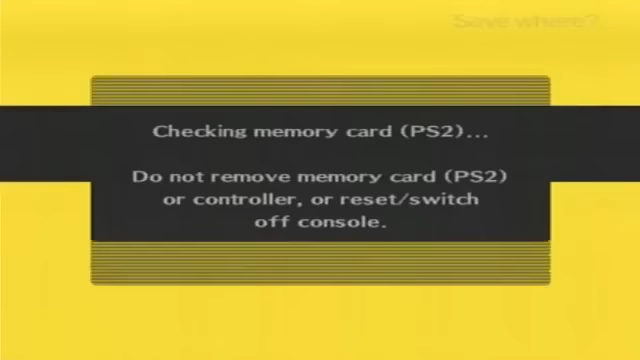 Save where?
Checking memory card (PS2)...
Do not remove memory card (PS2)
or controller, or reset/switch
off console.